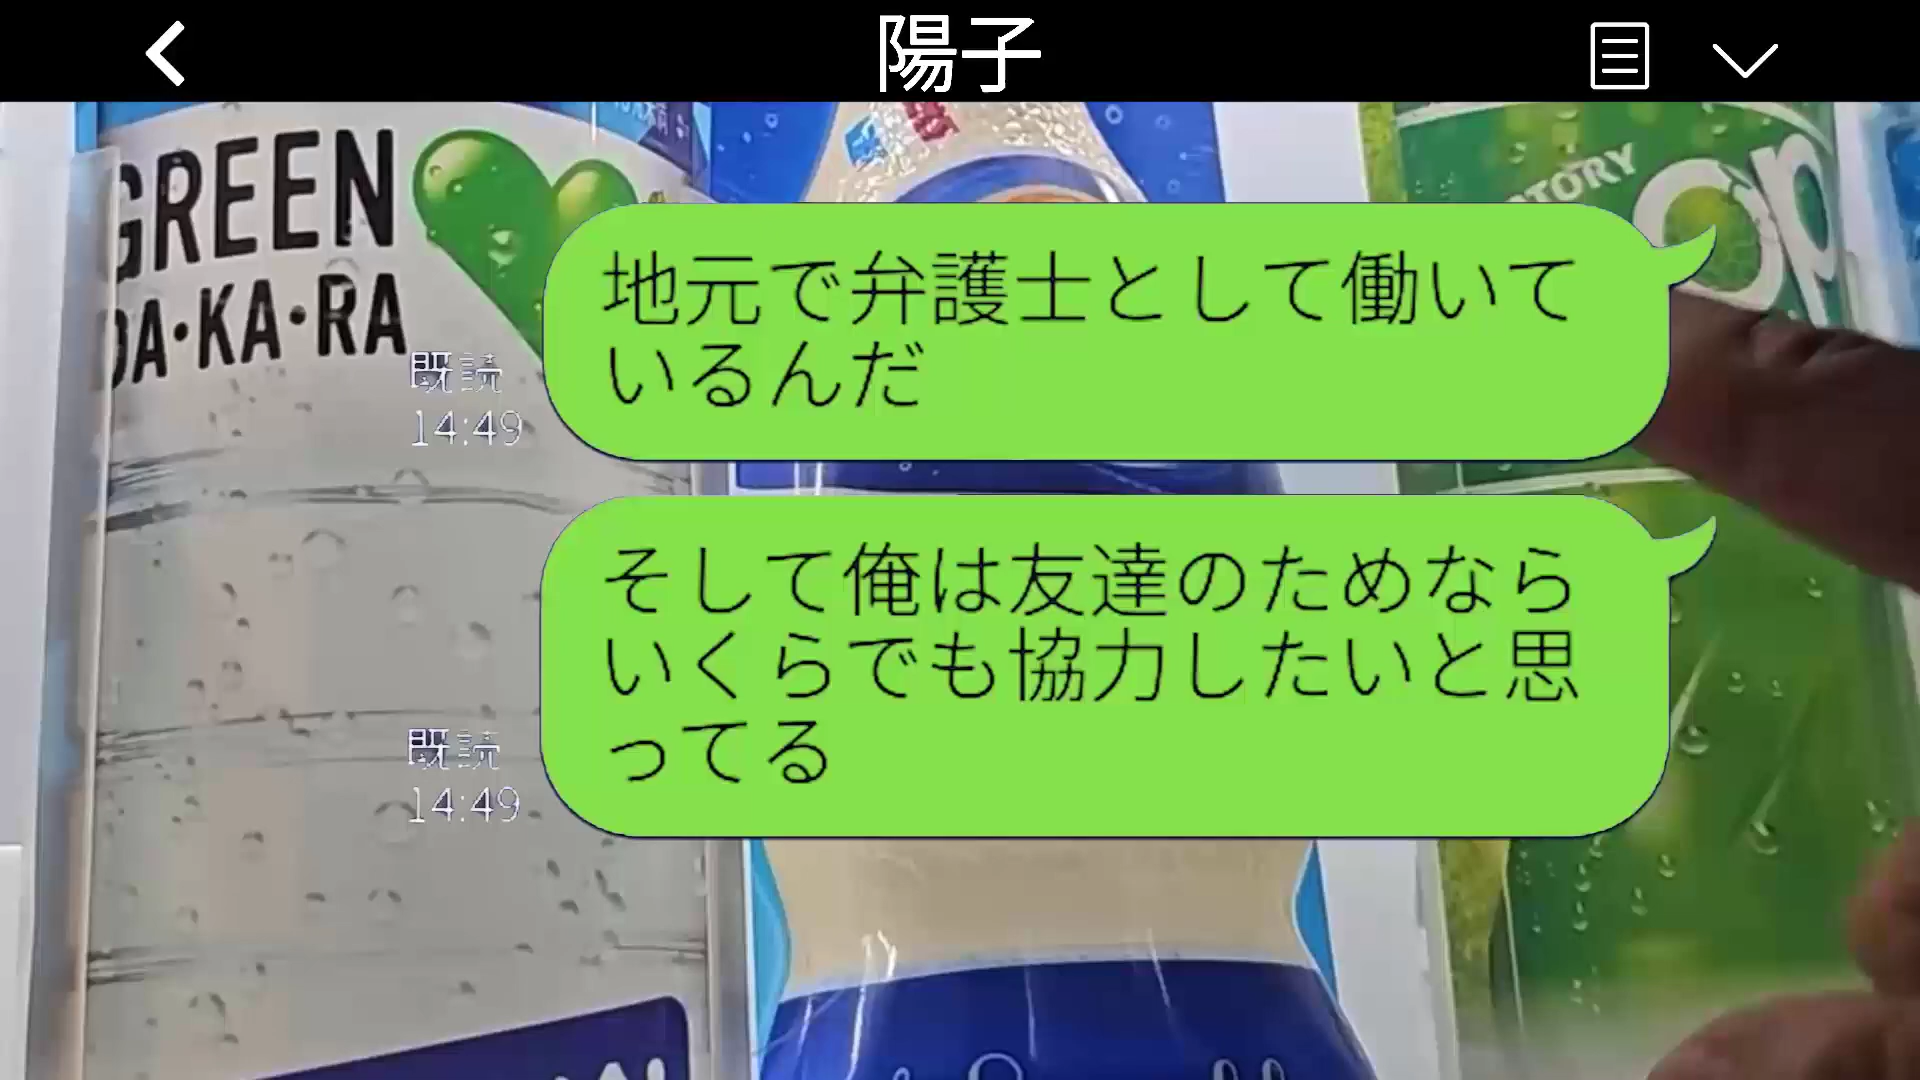 陽子
GREEN
DA・KA・RA
地元で弁護士として働いて
いるんだ
既読
14:49
そして俺は友達のためなら
いくらでも協力したいと思
ってる
既読
14:49